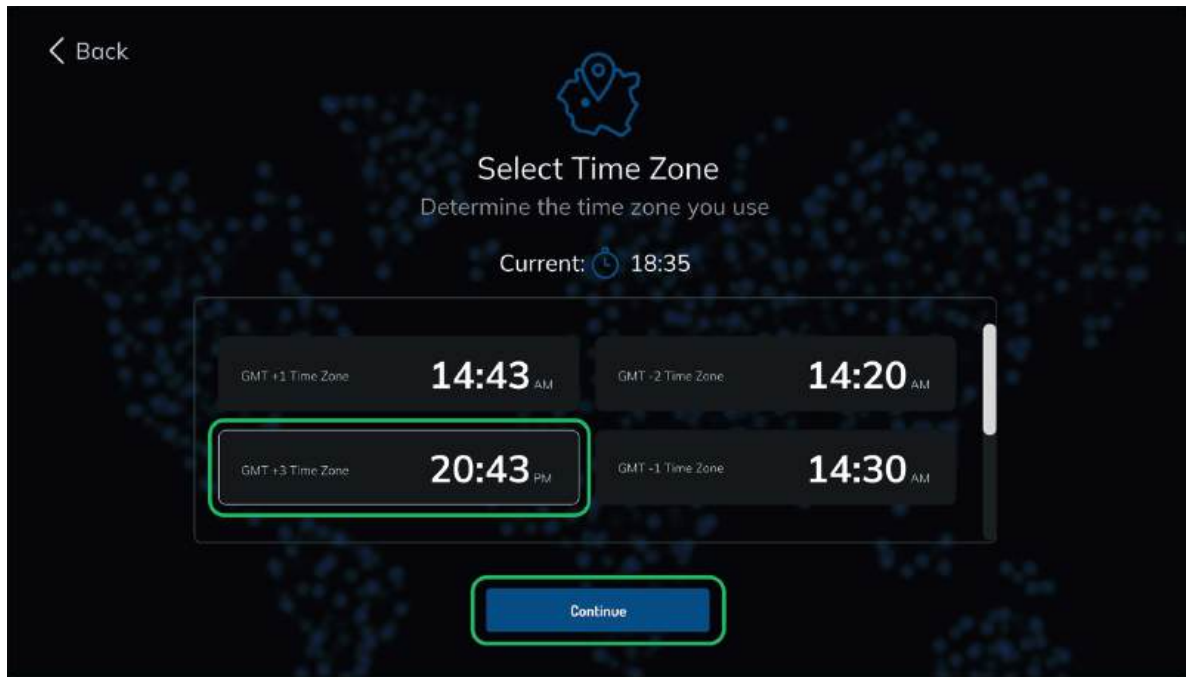 Back
Select Time Zone
Determine the time zone you use
Current: 18:35
GMT +1 Time Zone 14:43 AM
GMT -2 Time Zone 14:20 AM
GMT +3 Time Zone 20:43 PM
GMT -1 Time Zone 14:30 AM
Continue